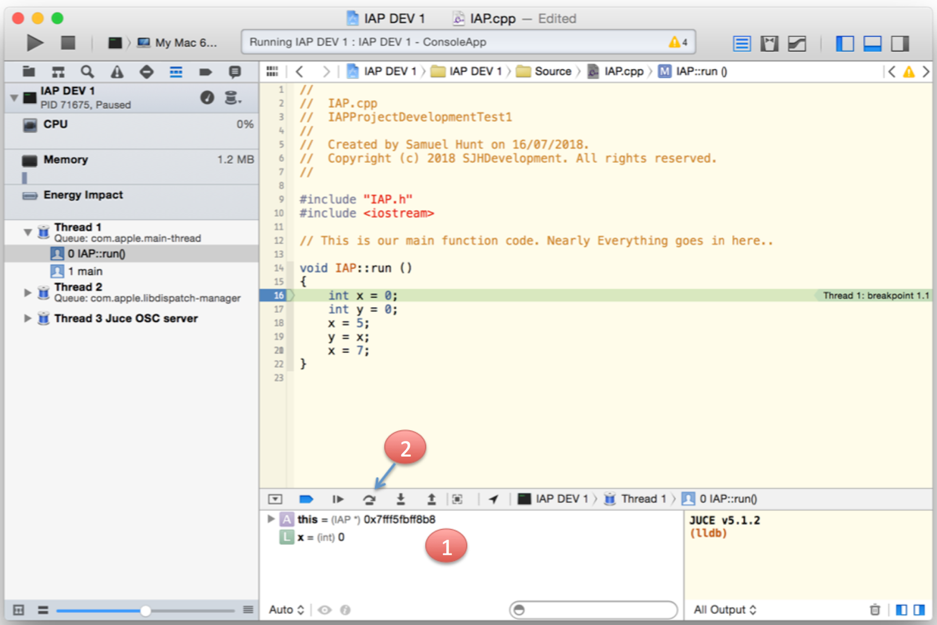 IAP DEV 1 IAP.cpp — Edited
My Mac 6... Running IAP DEV 1 : IAP DEV 1 - ConsoleApp 4
IAP DEV 1
PID 71675, Paused
CPU 0%
Memory 1.2 MB
Energy Impact
Thread 1
Queue: com.apple.main-thread
0 IAP::run()
1 main
Thread 2
Queue: com.apple.libdispatch-manager
Thread 3 Juce OSC server
IAP DEV 1 IAP DEV 1 Source IAP.cpp M IAP::run ()
1 //
2 // IAP.cpp
3 // IAPProjectDevelopmentTest1
4 //
5 // Created by Samuel Hunt on 16/07/2018.
6 // Copyright (c) 2018 SJHDevelopment. All rights reserved.
7 //
8
9 #include "IAP.h"
10 #include <iostream>
11
12 // This is our main function code. Nearly Everything goes in here..
13
14 void IAP::run ()
15 {
16 int x = 0; Thread 1: breakpoint 1.1
17 int y = 0;
18 x = 5;
19 y = x;
20 x = 7;
22 }
23
2
IAP DEV 1 Thread 1 0 IAP::run()
A this = (IAP *) 0x7fff5fbff8b8
L x = (int) 0
1
JUCE v5.1.2
(lldb)
Auto
All Output